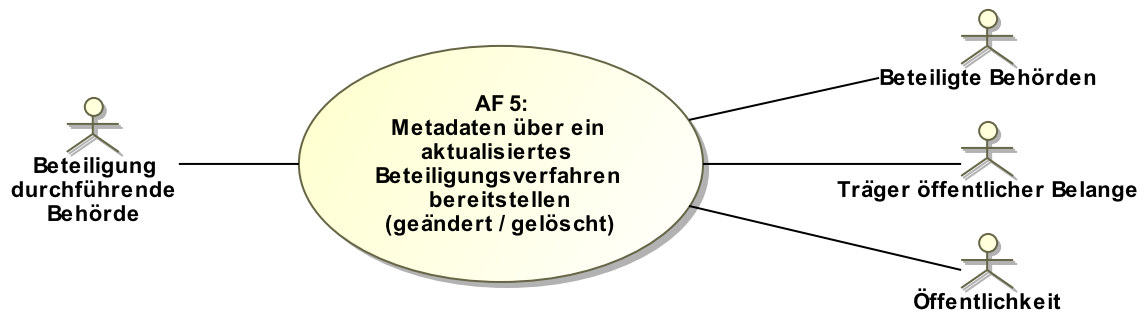 Beteiligung
durchführende
Behörde
AF 5:
Metadaten über ein
aktualisiertes
Beteiligungsverfahren
bereitstellen
(geändert / gelöscht)
Beteiligte Behörden
Träger öffentlicher Belange
Öffentlichkeit